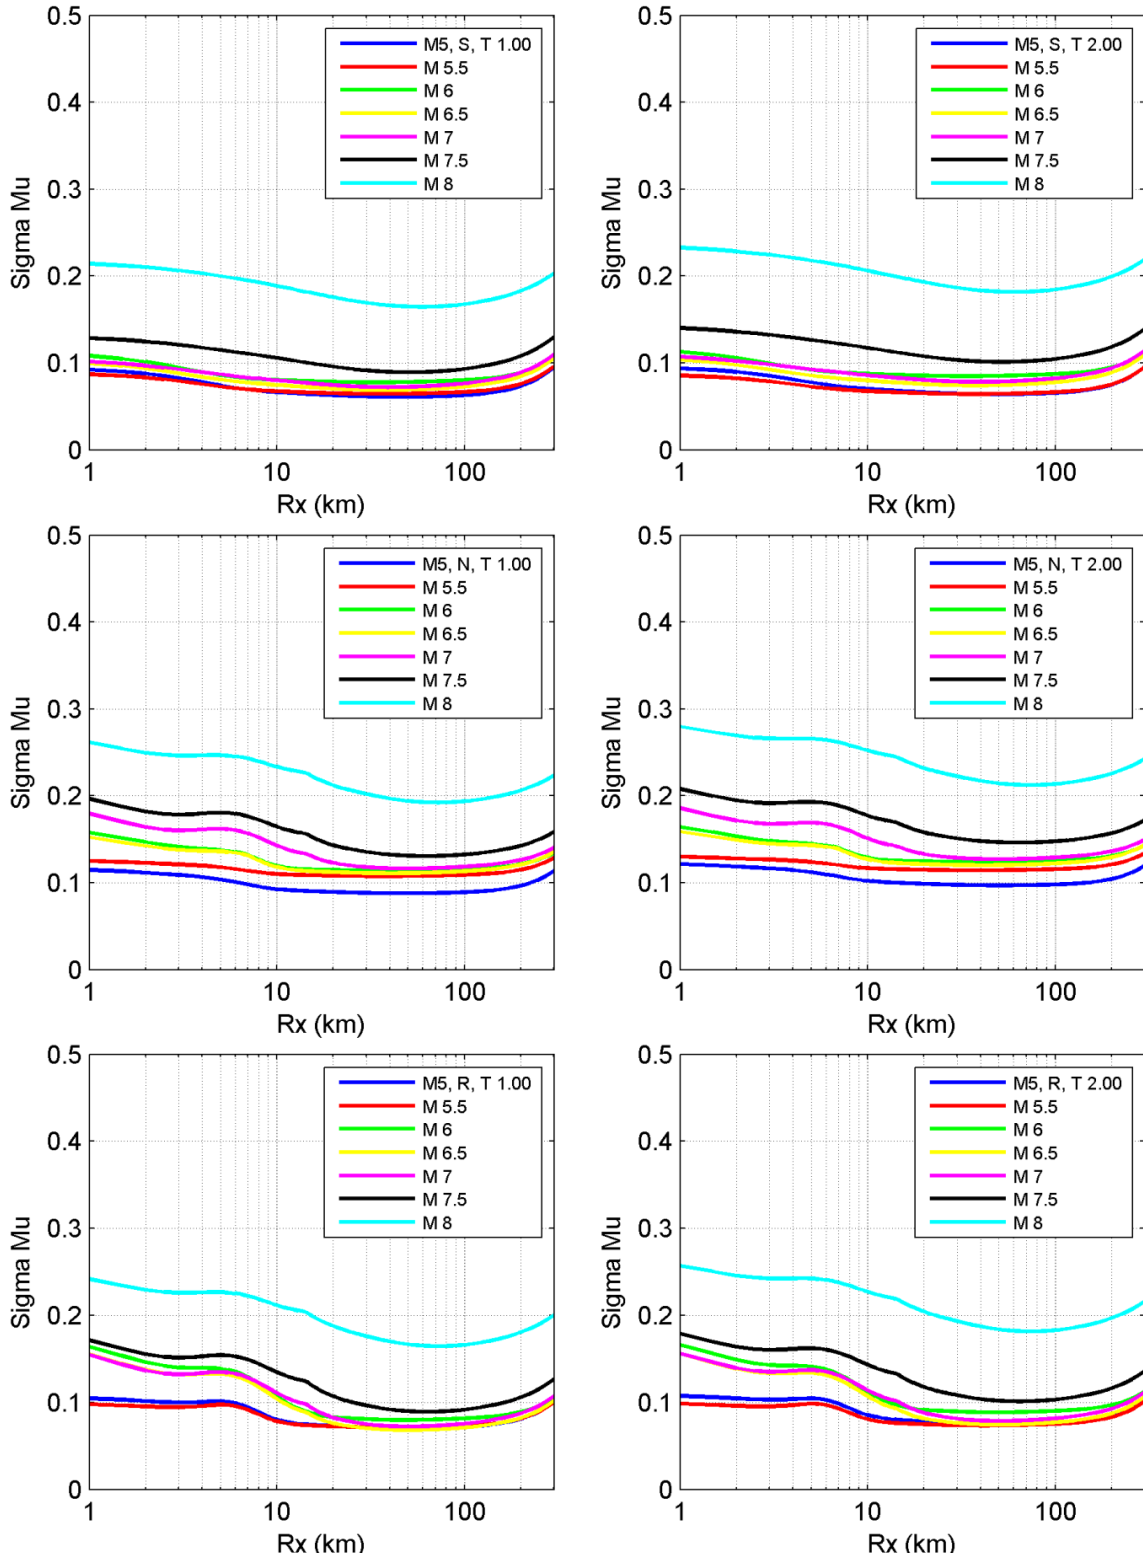 0.5
0.4
0.3
0.2
0.1
0
Sigma Mu
M5, S, T 1.00
M 5.5
M 6
M 6.5
M 7
M 7.5
M 8
1
10
100
Rx (km)
0.5
0.4
0.3
0.2
0.1
0
Sigma Mu
M5, S, T 2.00
M 5.5
M 6
M 6.5
M 7
M 7.5
M 8
1
10
100
Rx (km)
0.5
0.4
0.3
0.2
0.1
0
Sigma Mu
M5, N, T 1.00
M 5.5
M 6
M 6.5
M 7
M 7.5
M 8
1
10
100
Rx (km)
0.5
0.4
0.3
0.2
0.1
0
Sigma Mu
M5, N, T 2.00
M 5.5
M 6
M 6.5
M 7
M 7.5
M 8
1
10
100
Rx (km)
0.5
0.4
0.3
0.2
0.1
0
Sigma Mu
M5, R, T 1.00
M 5.5
M 6
M 6.5
M 7
M 7.5
M 8
1
10
100
Rx (km)
0.5
0.4
0.3
0.2
0.1
0
Sigma Mu
M5, R, T 2.00
M 5.5
M 6
M 6.5
M 7
M 7.5
M 8
1
10
100
Rx (km)